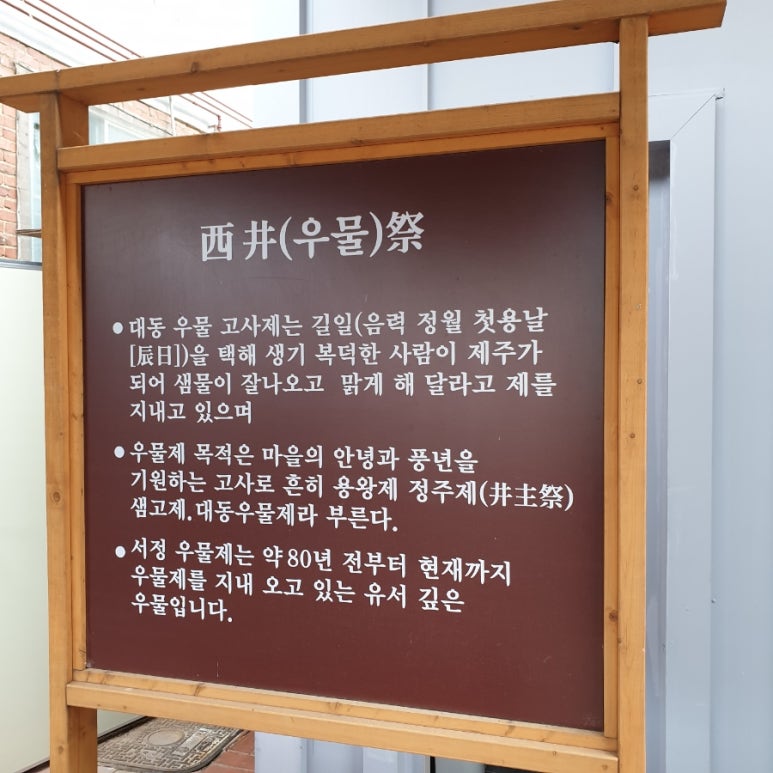 西井(우물)祭
● 대동 우물 고사제는 길일(음력 정월 첫용날
[辰日])을 택해 생기 복덕한 사람이 제주가
되어 샘물이 잘나오고 맑게 해 달라고 제를
지내고 있으며
● 우물제 목적은 마을의 안녕과 풍년을
기원하는 고사로 흔히 용왕제 정주제(井主祭)
샘고제.대동우물제라 부른다.
● 서정 우물제는 약80년 전부터 현재까지
우물제를 지내 오고 있는 유서 깊은
우물입니다.